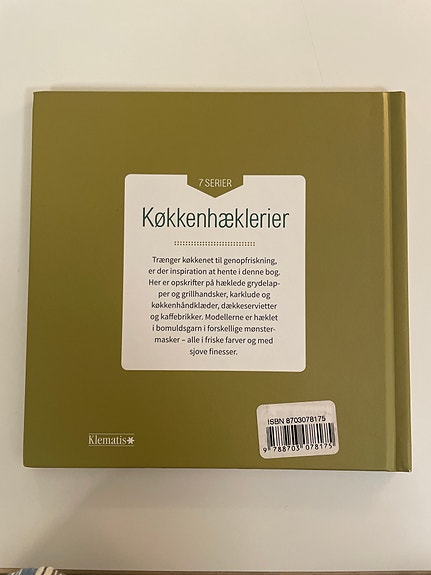 7 SERIER
Køkkenhæklerier
Trænger køkkenet til genopfriskning,
er der inspiration at hente i denne bog.
Her er opskrifter på hæklede grydelap-
per og grillhandsker, karklude og
køkkenhåndklæder, dækkeservietter
og kaffebrikker. Modellerne er hæklet
i bomuldsgarn i forskellige mønster-
masker – alle i friske farver og med
sjove finesser.
ISBN 8703078175
9 788703 078175
Klematis